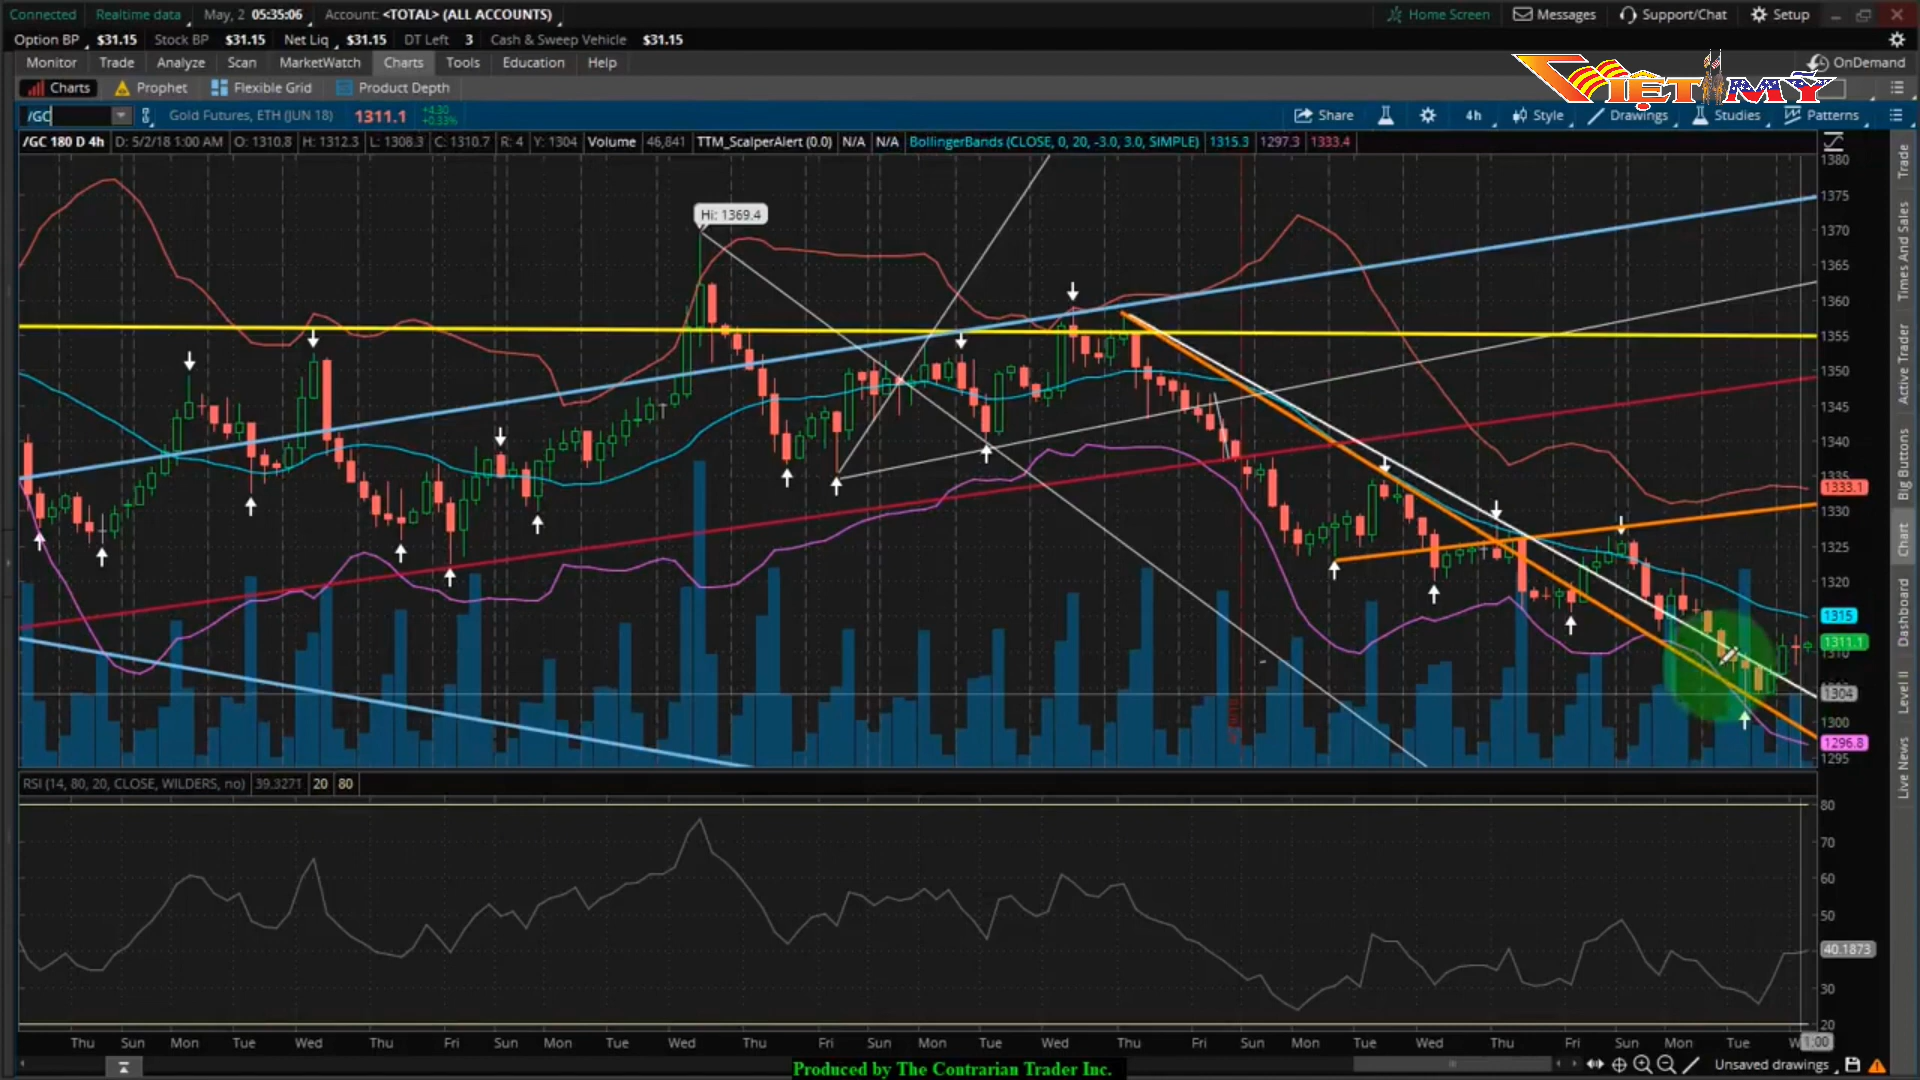 Connected Realtime data May, 2 05:35:06 Account: <TOTAL> (ALL ACCOUNTS) Home Screen Messages Support/Chat Setup
Option BP $31.15 Stock BP $31.15 Net Liq $31.15 DT Left 3 Cash & Sweep Vehicle $31.15
Monitor Trade Analyze Scan MarketWatch Charts Tools Education Help OnDemand
VIỆT MỸ
Charts Prophet Flexible Grid Product Depth
/GC Gold Futures, ETH (JUN 18) 1311.1 +4.30 +0.33% Share 4h Style Drawings Studies Patterns
/GC 180 D 4h D: 5/2/18 1:00 AM O: 1310.8 H: 1312.3 L: 1308.3 C: 1310.7 R: 4 Y: 1304 Volume 46,841 TTM_ScalperAlert (0.0) N/A N/A BollingerBands (CLOSE, 0, 20, -3.0, 3.0, SIMPLE) 1315.3 1297.3 1333.4
1380
1375
Hi: 1369.4
1370
1365
1360
1355
1350
1345
1340
1335
1333.1
1330
1325
1320
1315
1311.1
1310
1304
1300
1296.8
1295
Trade
Times And Sales
Active Trader
Big Buttons
Chart
Dashboard
Level II
Live News
RSI (14, 80, 20, CLOSE, WILDERS, no) 39.3271 20 80
80
70
60
50
40.1873
30
20
Thu Sun Mon Tue Wed Thu Fri Sun Mon Tue Wed Thu Fri Sun Mon Tue Wed Thu Fri Sun Mon Tue Wed Thu Fri Sun Mon Tue W 1:00
Produced by The Contrarian Trader Inc.
Unsaved drawings